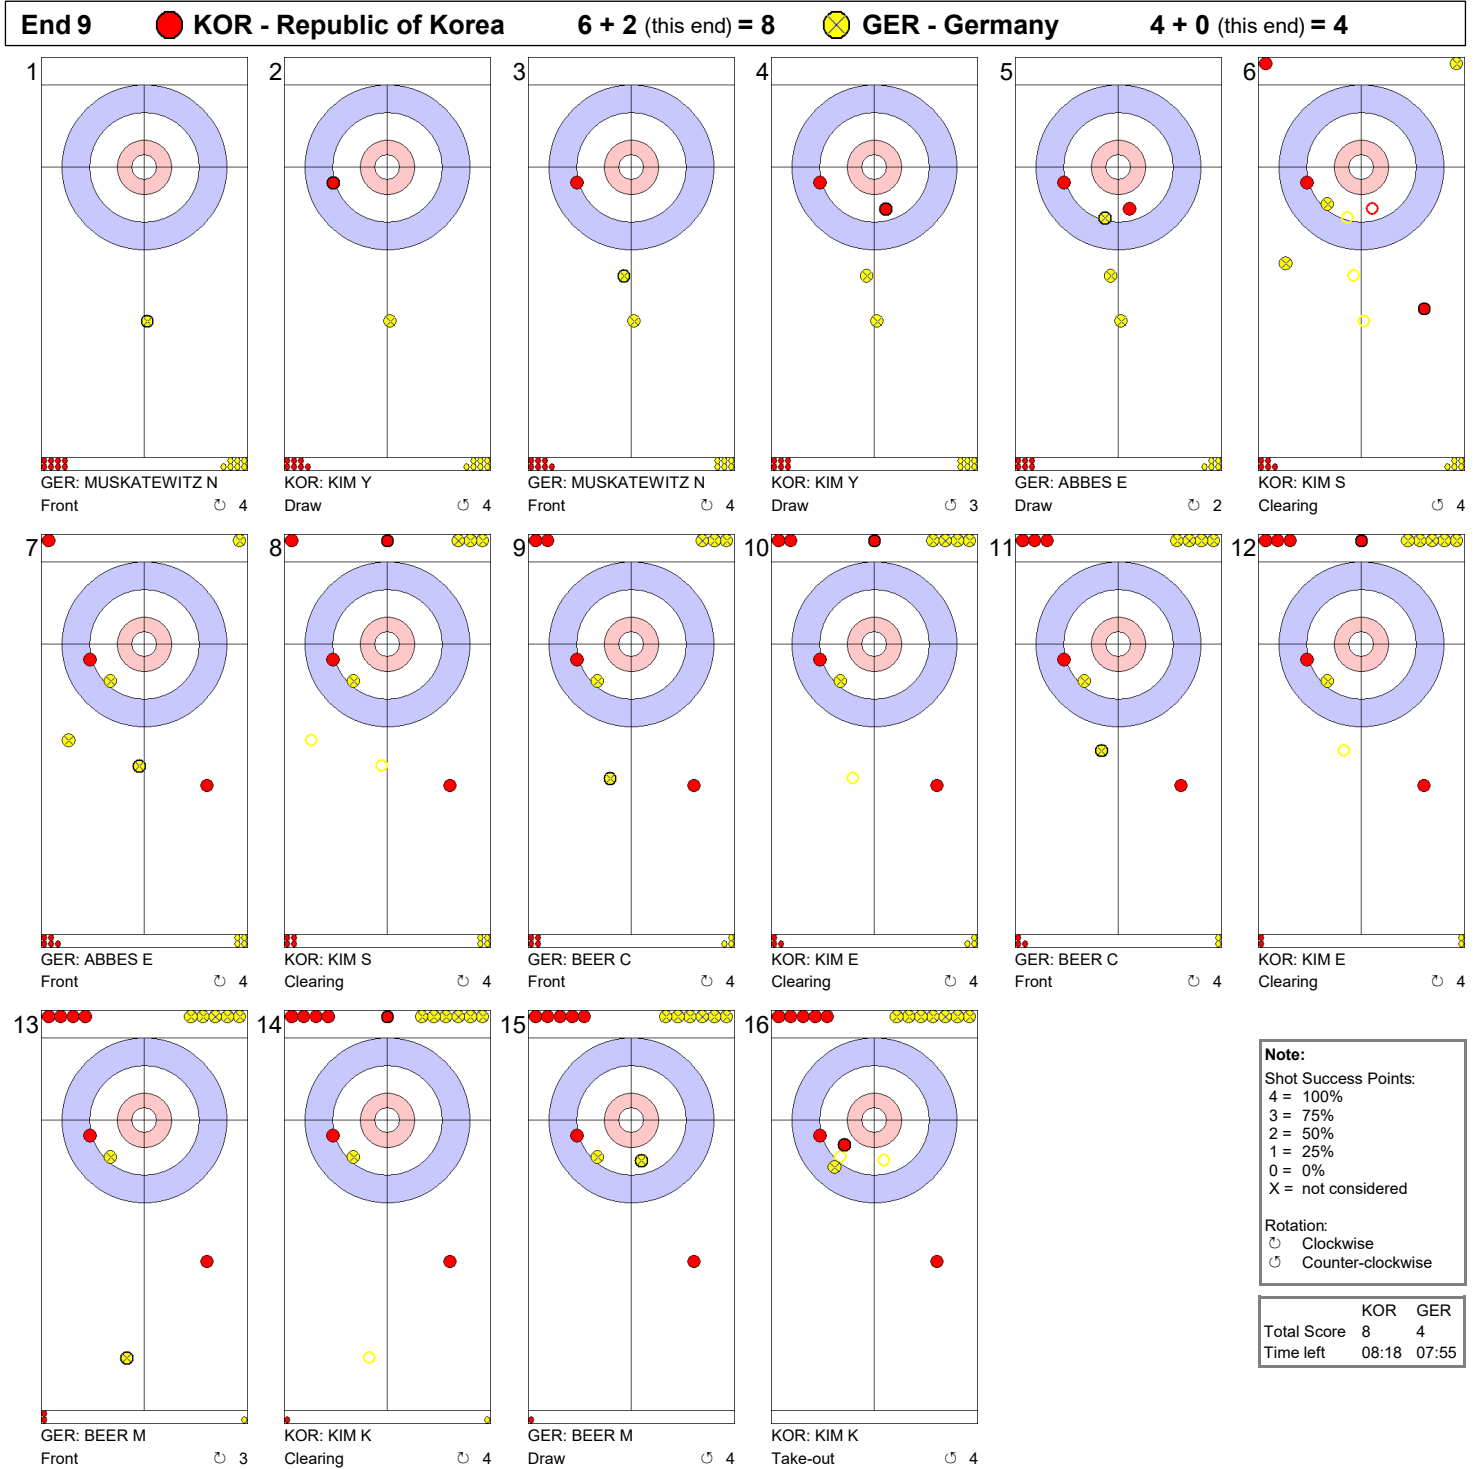 End 9 KOR - Republic of Korea 6 + 2 (this end) = 8 GER - Germany 4 + 0 (this end) = 4
1 2 3 4 5 6
GER: MUSKATEWITZ N KOR: KIM Y GER: MUSKATEWITZ N KOR: KIM Y GER: ABBES E KOR: KIM S
Front ↻ 4 Draw ↺ 4 Front ↻ 4 Draw ↺ 3 Draw ↻ 2 Clearing ↺ 4
7 8 9 10 11 12
GER: ABBES E KOR: KIM S GER: BEER C KOR: KIM E GER: BEER C KOR: KIM E
Front ↻ 4 Clearing ↻ 4 Front ↻ 4 Clearing ↻ 4 Front ↻ 4 Clearing ↻ 4
13 14 15 16
GER: BEER M KOR: KIM K GER: BEER M KOR: KIM K
Front ↻ 3 Clearing ↻ 4 Draw ↻ 4 Take-out ↻ 4
Note:
Shot Success Points:
4 = 100%
3 = 75%
2 = 50%
1 = 25%
0 = 0%
X = not considered
Rotation:
↻ Clockwise
↺ Counter-clockwise
KOR GER
Total Score 8 4
Time left 08:18 07:55